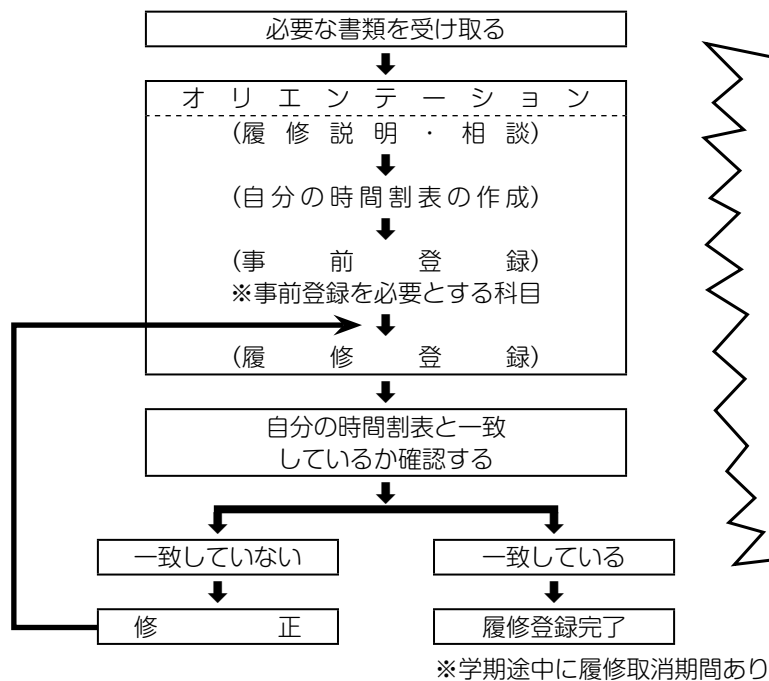 必要な書類を受け取る
オリエンテーション
(履修説明・相談)
(自分の時間割表の作成)
(事前登録)
※事前登録を必要とする科目
(履修登録)
自分の時間割表と一致
しているか確認する
一致していない
一致している
修正
履修登録完了
※学期途中に履修取消期間あり